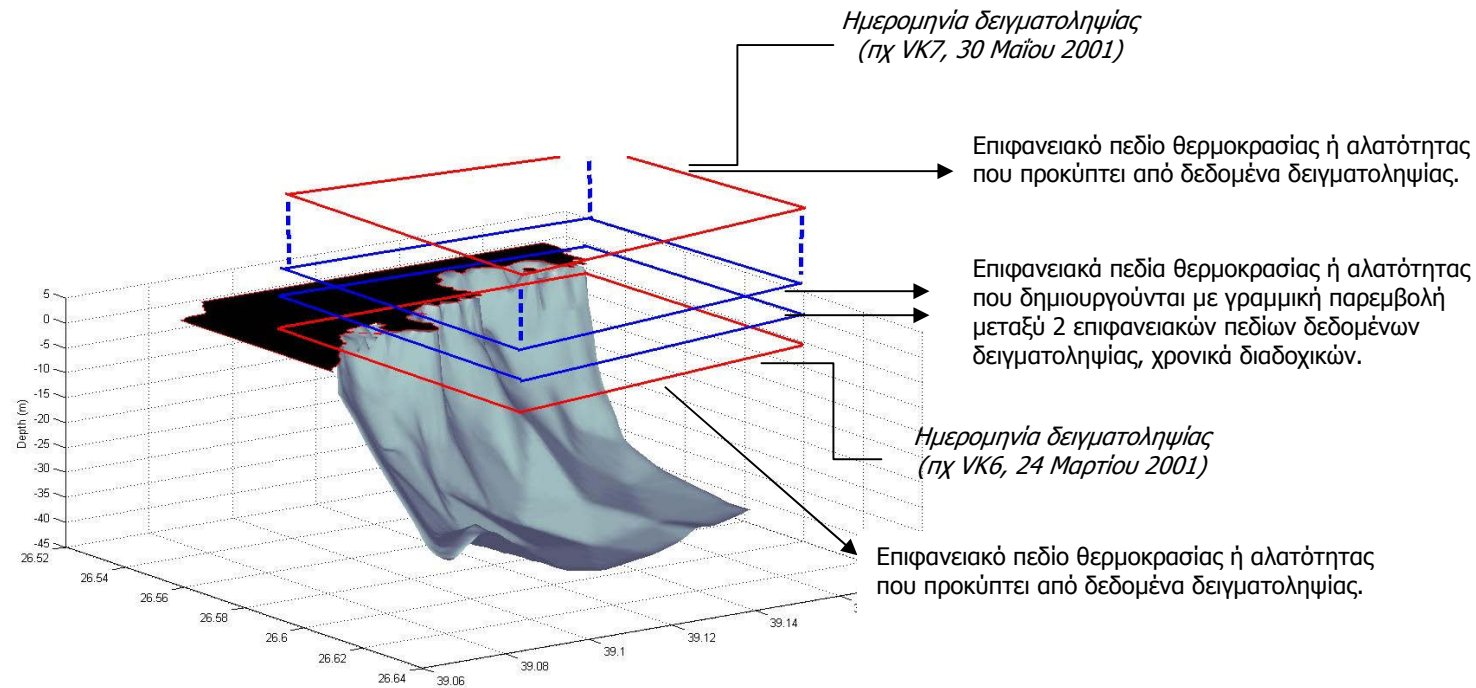 Ημερομηνία δειγματοληψίας
(πχ VK7, 30 Μαΐου 2001)
Επιφανειακό πεδίο θερμοκρασίας ή αλατότητας
που προκύπτει από δεδομένα δειγματοληψίας.
Επιφανειακά πεδία θερμοκρασίας ή αλατότητας
που δημιουργούνται με γραμμική παρεμβολή
μεταξύ 2 επιφανειακών πεδίων δεδομένων
δειγματοληψίας, χρονικά διαδοχικών.
Ημερομηνία δειγματοληψίας
(πχ VK6, 24 Μαρτίου 2001)
Επιφανειακό πεδίο θερμοκρασίας ή αλατότητας
που προκύπτει από δεδομένα δειγματοληψίας.
Depth (m)
5
0
-5
-10
-15
-20
-25
-30
-35
-40
-45
26.52
26.54
26.56
26.58
26.6
26.62
26.64
39.06
39.08
39.1
39.12
39.14